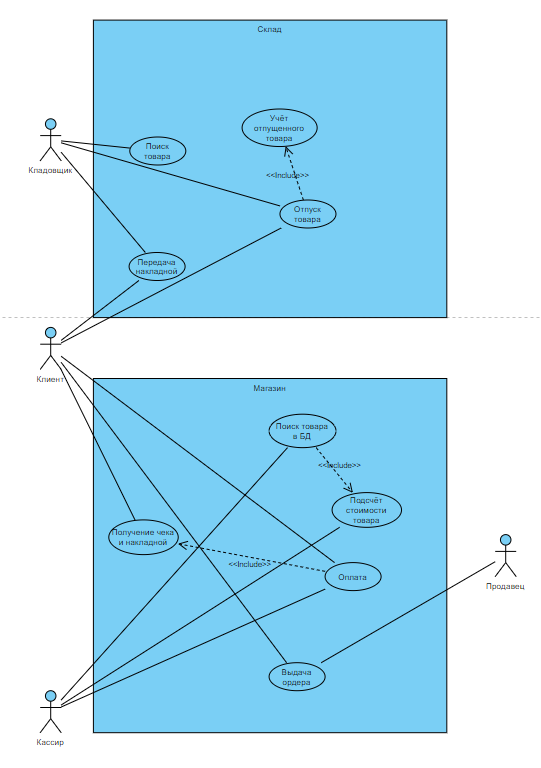 Склад
Учёт
отпущенного
товара
Поиск
товара
Кладовщик
<<Include>>
Отпуск
товара
Передача
накладной
Клиент
Магазин
Поиск товара
в БД
<<Include>>
Подсчёт
стоимости
товара
Получение чека
и накладной
<<Include>>
Оплата
Продавец
Выдача
ордера
Кассир